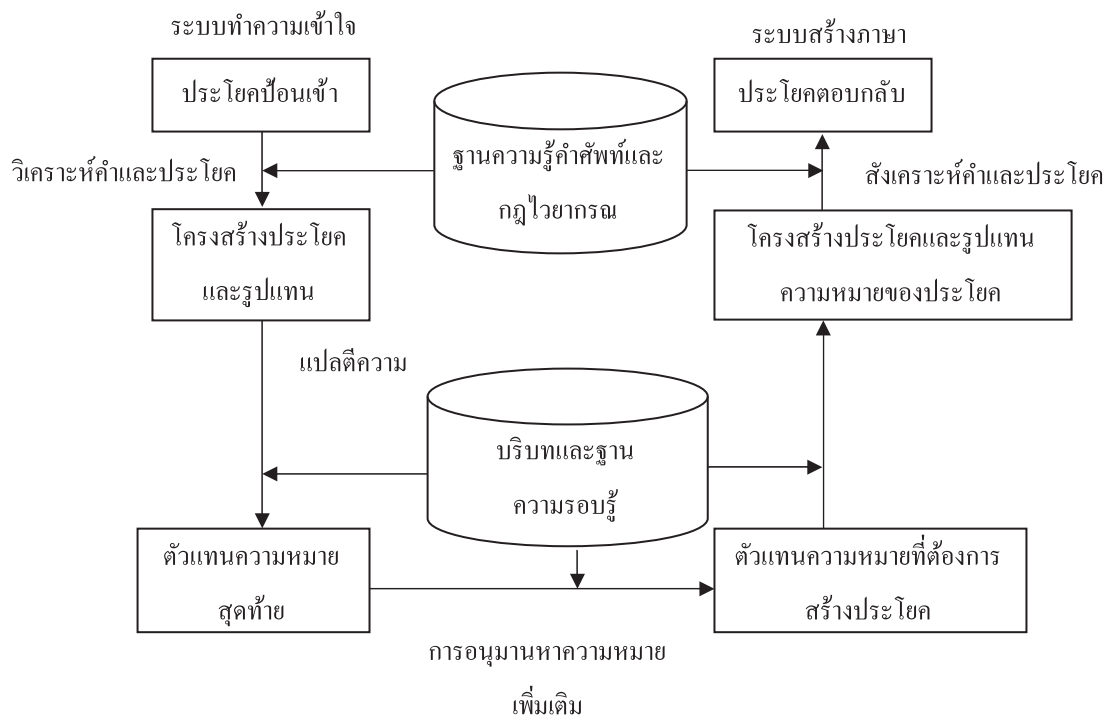 ระบบทำความเข้าใจ
ระบบสร้างภาษา
ประโยคป้อนเข้า
ประโยคตอบกลับ
ฐานความรู้คำศัพท์และ
กฎไวยากรณ
วิเคราะห์คำและประโยค
สังเคราะห์คำและประโยค
โครงสร้างประโยค
และรูปแทน
โครงสร้างประโยคและรูปแทน
ความหมายของประโยค
แปลตีความ
บริบทและฐาน
ความรอบรู้
ตัวแทนความหมาย
สุดท้าย
ตัวแทนความหมายที่ต้องการ
สร้างประโยค
การอนุมานหาความหมาย
เพิ่มเติม